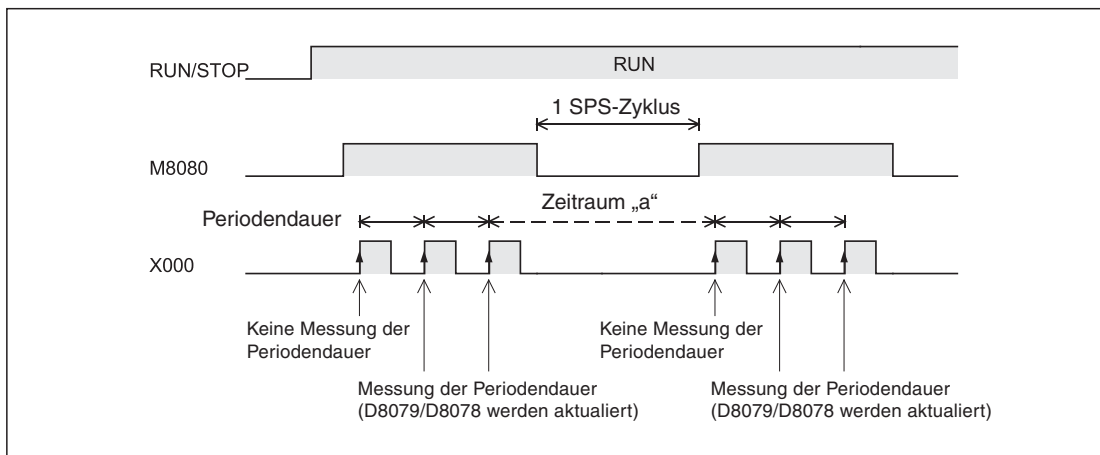 RUN/STOP
RUN
1 SPS-Zyklus
M8080
Zeitraum „a“
Periodendauer
X000
Keine Messung der
Periodendauer
Keine Messung der
Periodendauer
Messung der Periodendauer
(D8079/D8078 werden aktualiert)
Messung der Periodendauer
(D8079/D8078 werden aktualiert)